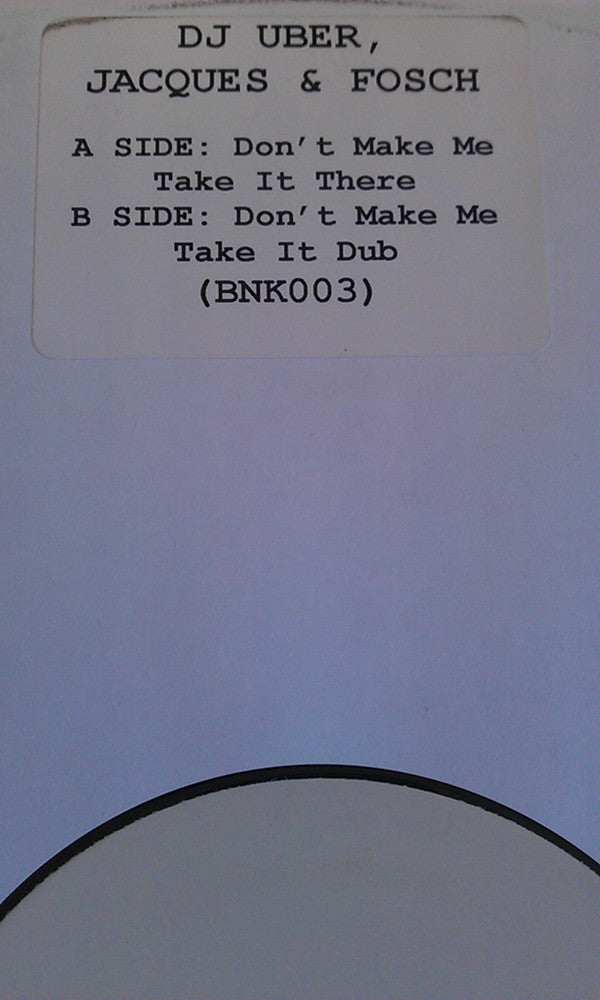 DJ UBER,
JACQUES & FOSCH
A SIDE: Don't Make Me
Take It There
B SIDE: Don't Make Me
Take It Dub
(BNK003)